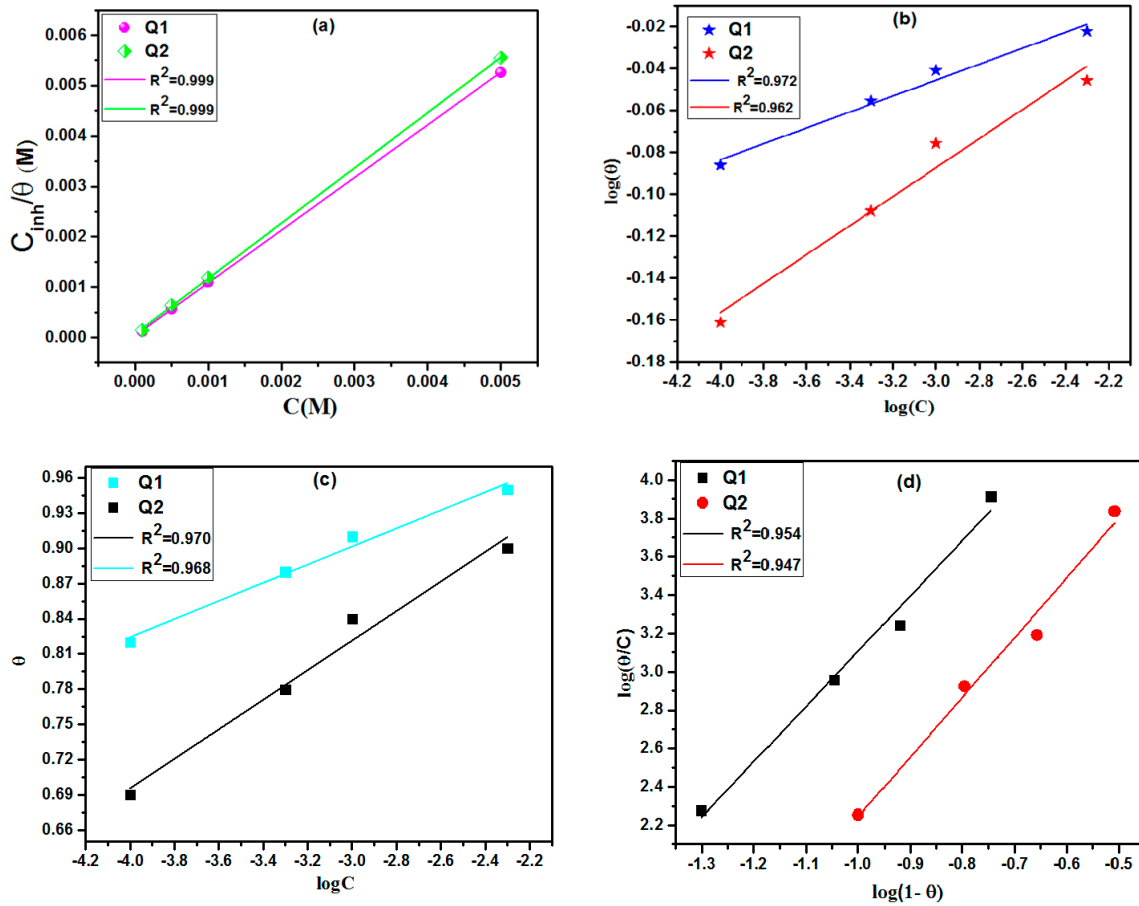 (a)
Q1
Q2
R²=0.999
R²=0.999
C_inh/θ (M)
0.006
0.005
0.004
0.003
0.002
0.001
0.000
0.000 0.001 0.002 0.003 0.004 0.005
C(M)
(b)
Q1
Q2
R²=0.972
R²=0.962
log(θ)
-0.02
-0.04
-0.06
-0.08
-0.10
-0.12
-0.14
-0.16
-0.18
-4.2 -4.0 -3.8 -3.6 -3.4 -3.2 -3.0 -2.8 -2.6 -2.4 -2.2
log(C)
(c)
Q1
Q2
R²=0.970
R²=0.968
θ
0.96
0.93
0.90
0.87
0.84
0.81
0.78
0.75
0.72
0.69
0.66
-4.2 -4.0 -3.8 -3.6 -3.4 -3.2 -3.0 -2.8 -2.6 -2.4 -2.2
logC
(d)
Q1
Q2
R²=0.954
R²=0.947
log(θ/C)
4.0
3.8
3.6
3.4
3.2
3.0
2.8
2.6
2.4
2.2
-1.3 -1.2 -1.1 -1.0 -0.9 -0.8 -0.7 -0.6 -0.5
log(1- θ)